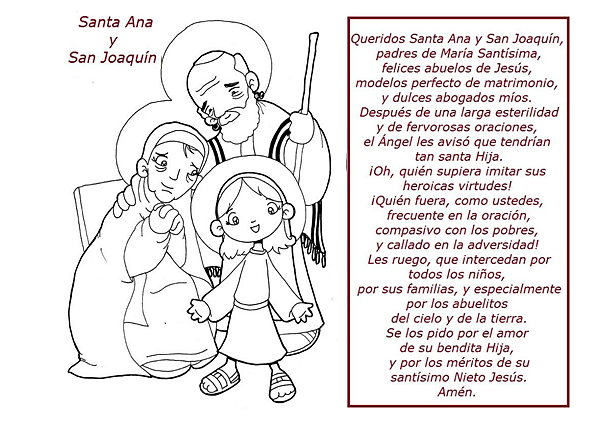 Santa Ana
y
San Joaquín
Queridos Santa Ana y San Joaquín,
padres de María Santísima,
felices abuelos de Jesús,
modelos perfecto de matrimonio,
y dulces abogados míos.
Después de una larga esterilidad
y de fervorosas oraciones,
el Ángel les avisó que tendrían
tan santa Hija.
¡Oh, quién supiera imitar sus
heroicas virtudes!
¡Quién fuera, como ustedes,
frecuente en la oración,
compasivo con los pobres,
y callado en la adversidad!
Les ruego, que intercedan por
todos los niños,
por sus familias, y especialmente
por los abuelitos
del cielo y de la tierra.
Se los pido por el amor
de su bendita Hija,
y por los méritos de su
santísimo Nieto Jesús.
Amén.